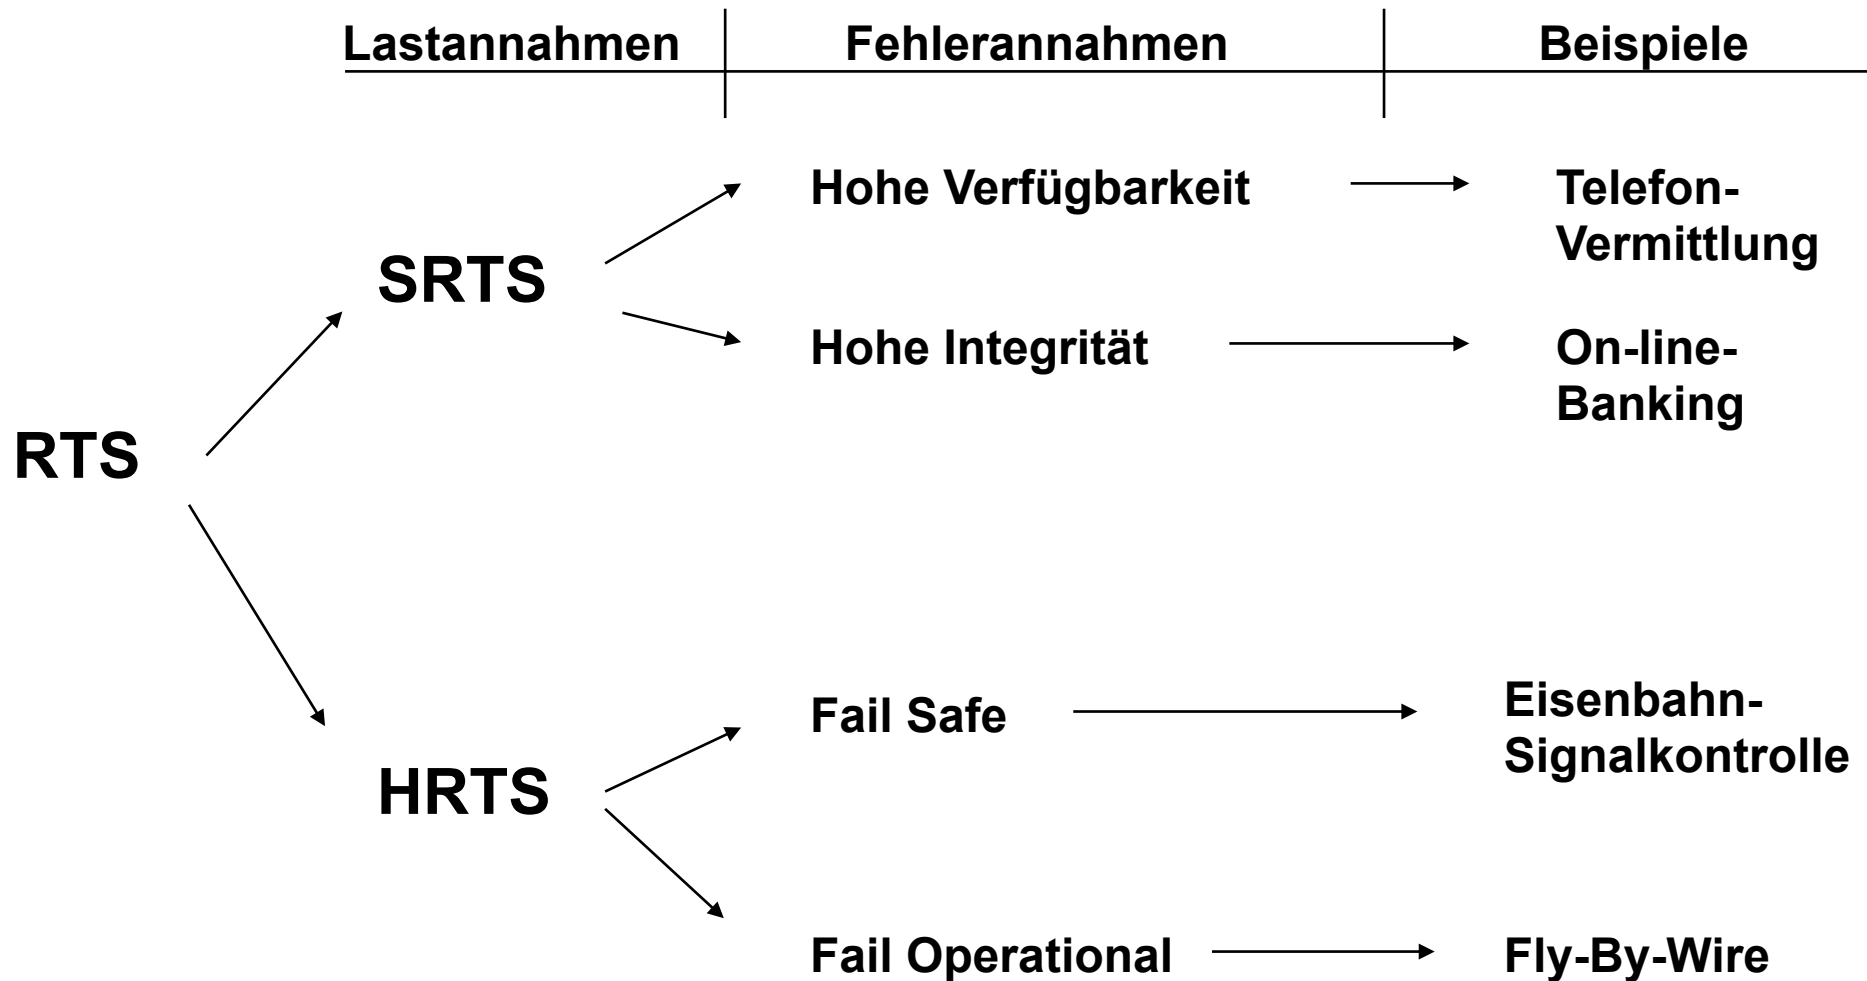 Lastannahmen Fehlerannahmen Beispiele
Hohe Verfügbarkeit Telefon-
Vermittlung
SRTS
Hohe Integrität On-line-
Banking
RTS
Fail Safe Eisenbahn-
Signalkontrolle
HRTS
Fail Operational Fly-By-Wire